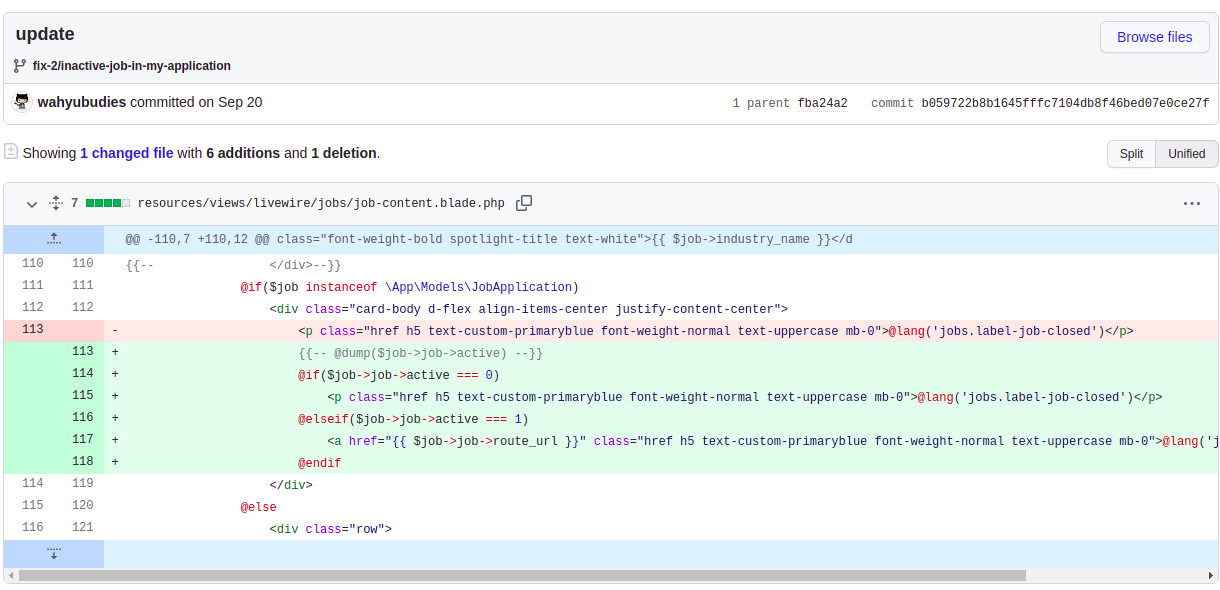 update
Browse files
fix-2/inactive-job-in-my-application
wahyubudies committed on Sep 20 1 parent fba24a2 commit b059722b8b1645fffc7104db8f46bed07e0ce27f
Showing 1 changed file with 6 additions and 1 deletion.
Split Unified
7 resources/views/livewire/jobs/job-content.blade.php
@@ -110,7 +110,12 @@ class="font-weight-bold spotlight-title text-white">{{ $job->industry_name }}</d
110 110 {{-- </div>--}}
111 111 @if($job instanceof \App\Models\JobApplication)
112 112 <div class="card-body d-flex align-items-center justify-content-center">
113 - <p class="href h5 text-custom-primaryblue font-weight-normal text-uppercase mb-0">@lang('jobs.label-job-closed')</p>
113 + {{-- @dump($job->job->active) --}}
114 + @if($job->job->active === 0)
115 + <p class="href h5 text-custom-primaryblue font-weight-normal text-uppercase mb-0">@lang('jobs.label-job-closed')</p>
116 + @elseif($job->job->active === 1)
117 + <a href="{{ $job->job->route_url }}" class="href h5 text-custom-primaryblue font-weight-normal text-uppercase mb-0">@lang('j
118 + @endif
114 119 </div>
115 120 @else
116 121 <div class="row">